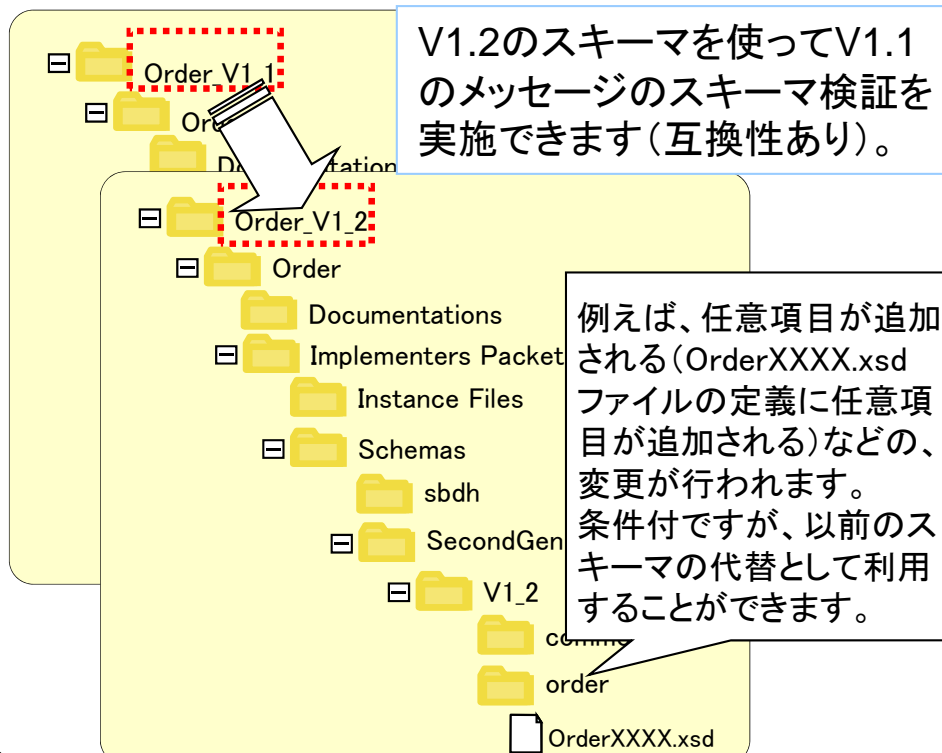 V1.2のスキーマを使ってV1.1
のメッセージのスキーマ検証を
実施できます（互換性あり）。
Order_V1_1
Order_V1_2
Order
Documentations
Implementers Packet
Instance Files
Schemas
sbdh
V1_2
order
OrderXXXX.xsd
例えば、任意項目が追加
される（OrderXXXX.xsd
ファイルの定義に任意項
目が追加される）などの、
変更が行われます。
条件付ですが、以前のス
キーマの代替として利用
することができます。